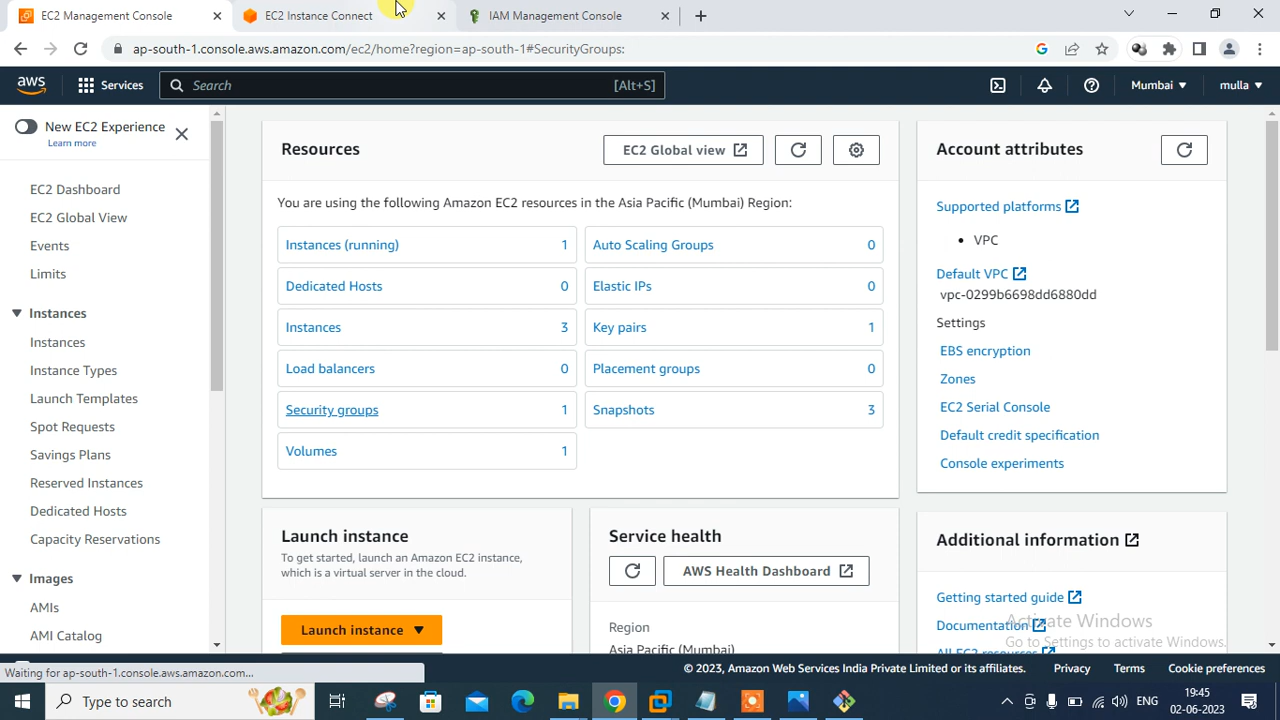 EC2 Management Console
EC2 Instance Connect
IAM Management Console
ap-south-1.console.aws.amazon.com/ec2/home?region=ap-south-1#SecurityGroups:
aws
Services
Search
[Alt+S]
Mumbai
mulla
New EC2 Experience
Learn more
EC2 Dashboard
EC2 Global View
Events
Limits
Instances
Instances
Instance Types
Launch Templates
Spot Requests
Savings Plans
Reserved Instances
Dedicated Hosts
Capacity Reservations
Images
AMIs
AMI Catalog
Resources
EC2 Global view
You are using the following Amazon EC2 resources in the Asia Pacific (Mumbai) Region:
Instances (running) 1
Auto Scaling Groups 0
Dedicated Hosts 0
Elastic IPs 0
Instances 3
Key pairs 1
Load balancers 0
Placement groups 0
Security groups 1
Snapshots 3
Volumes 1
Launch instance
To get started, launch an Amazon EC2 instance,
which is a virtual server in the cloud.
Launch instance
Service health
AWS Health Dashboard
Region
Asia Pacific (Mumbai)
Account attributes
Supported platforms
• VPC
Default VPC
vpc-0299b6698dd6880dd
Settings
EBS encryption
Zones
EC2 Serial Console
Default credit specification
Console experiments
Additional information
Getting started guide
Documentation
All EC2 resources
Activate Windows
Go to Settings to activate Windows.
Waiting for ap-south-1.console.aws.amazon.com...
© 2023, Amazon Web Services India Private Limited or its affiliates.
Privacy
Terms
Cookie preferences
Type here to search
ENG
19:45
02-06-2023